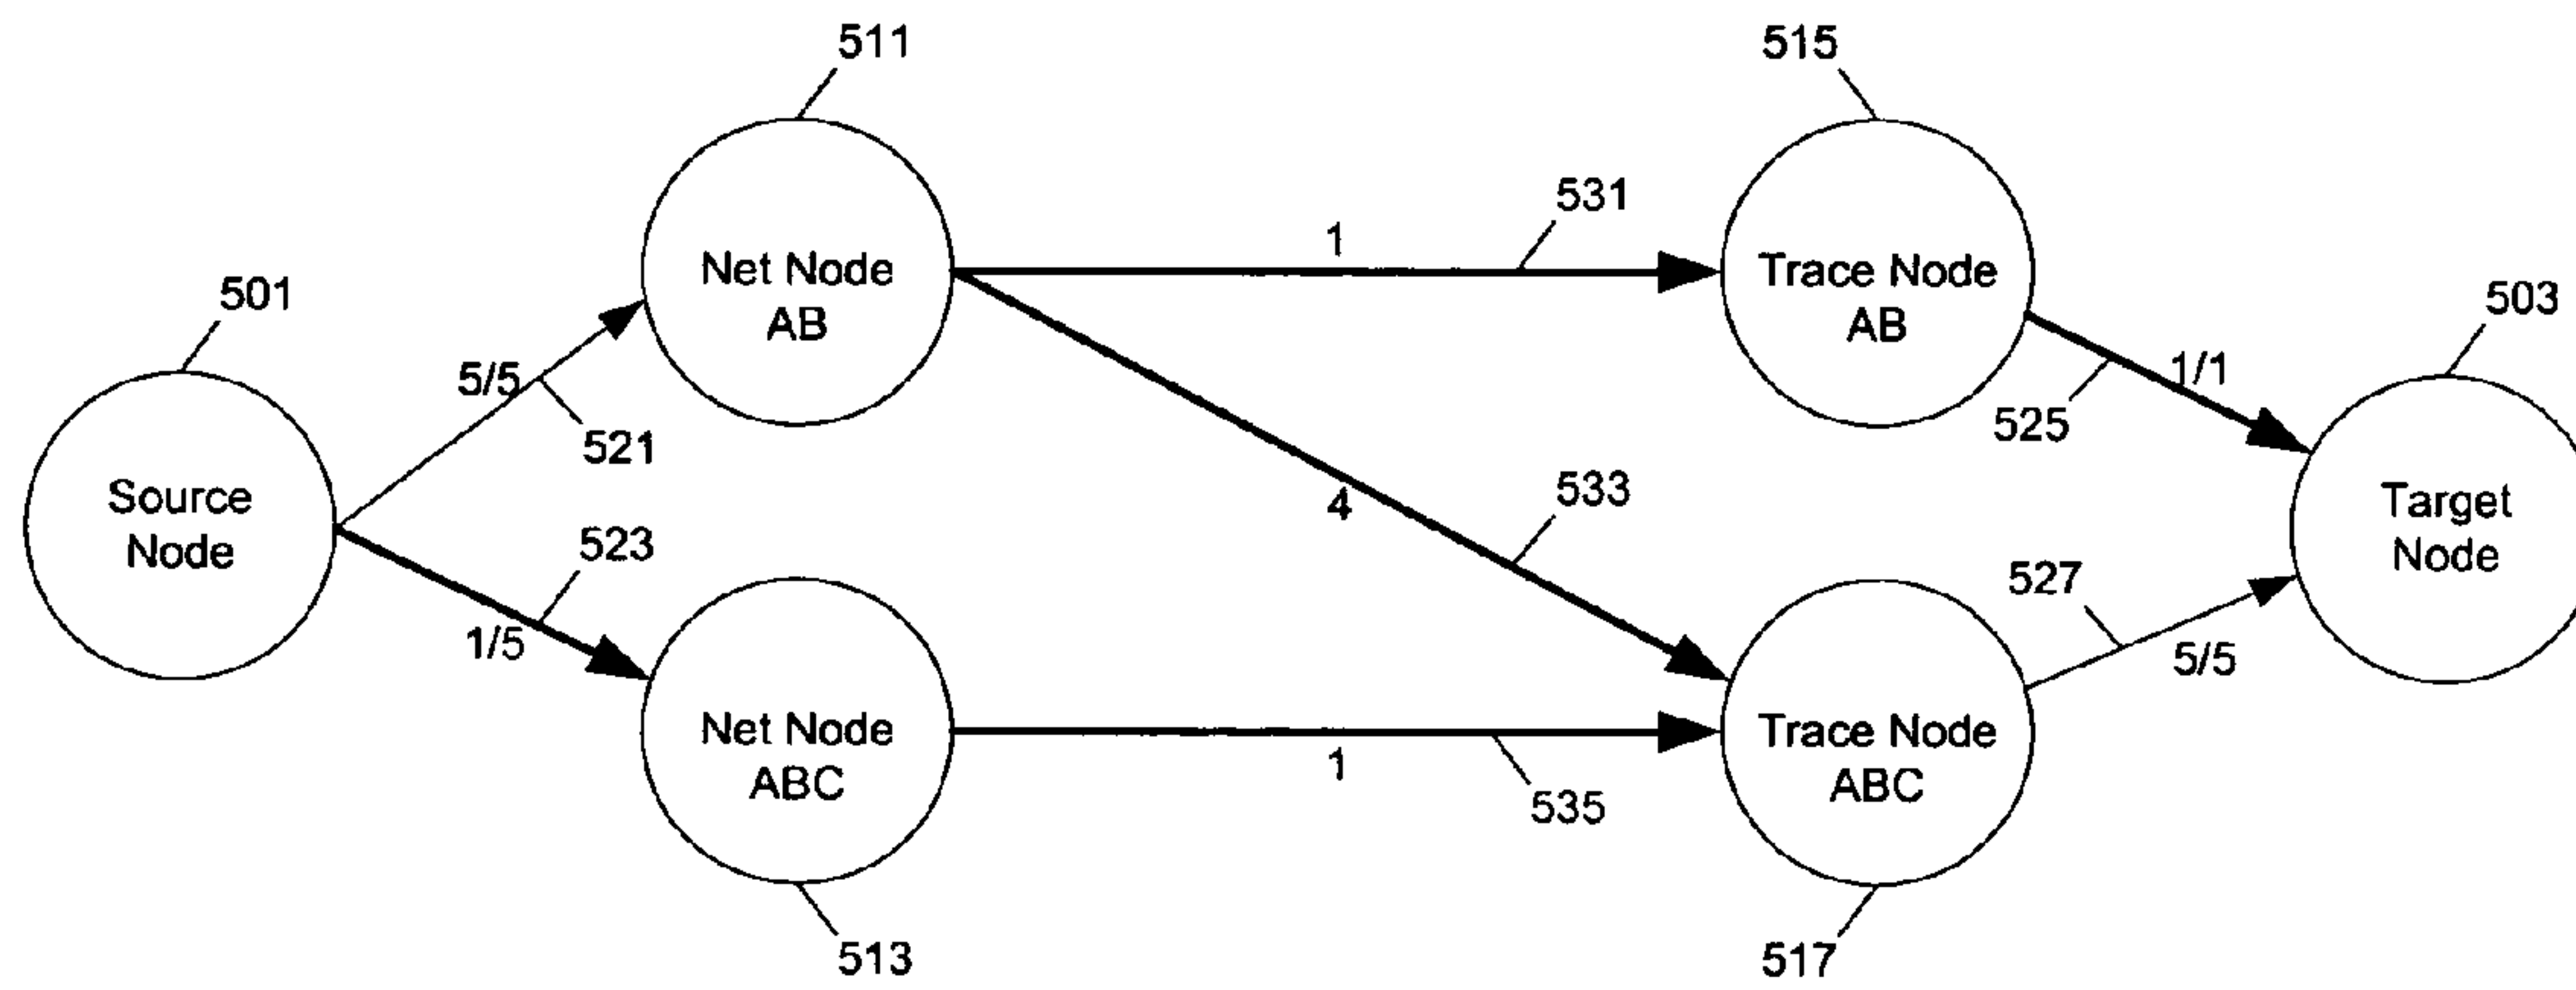 511
515
531
1
501
503
Net Node
AB
Trace Node
AB
5/5
521
1/1
525
Source
Node
523
4
533
Target
Node
1/5
527
5/5
Net Node
ABC
1
535
Trace Node
ABC
513
517